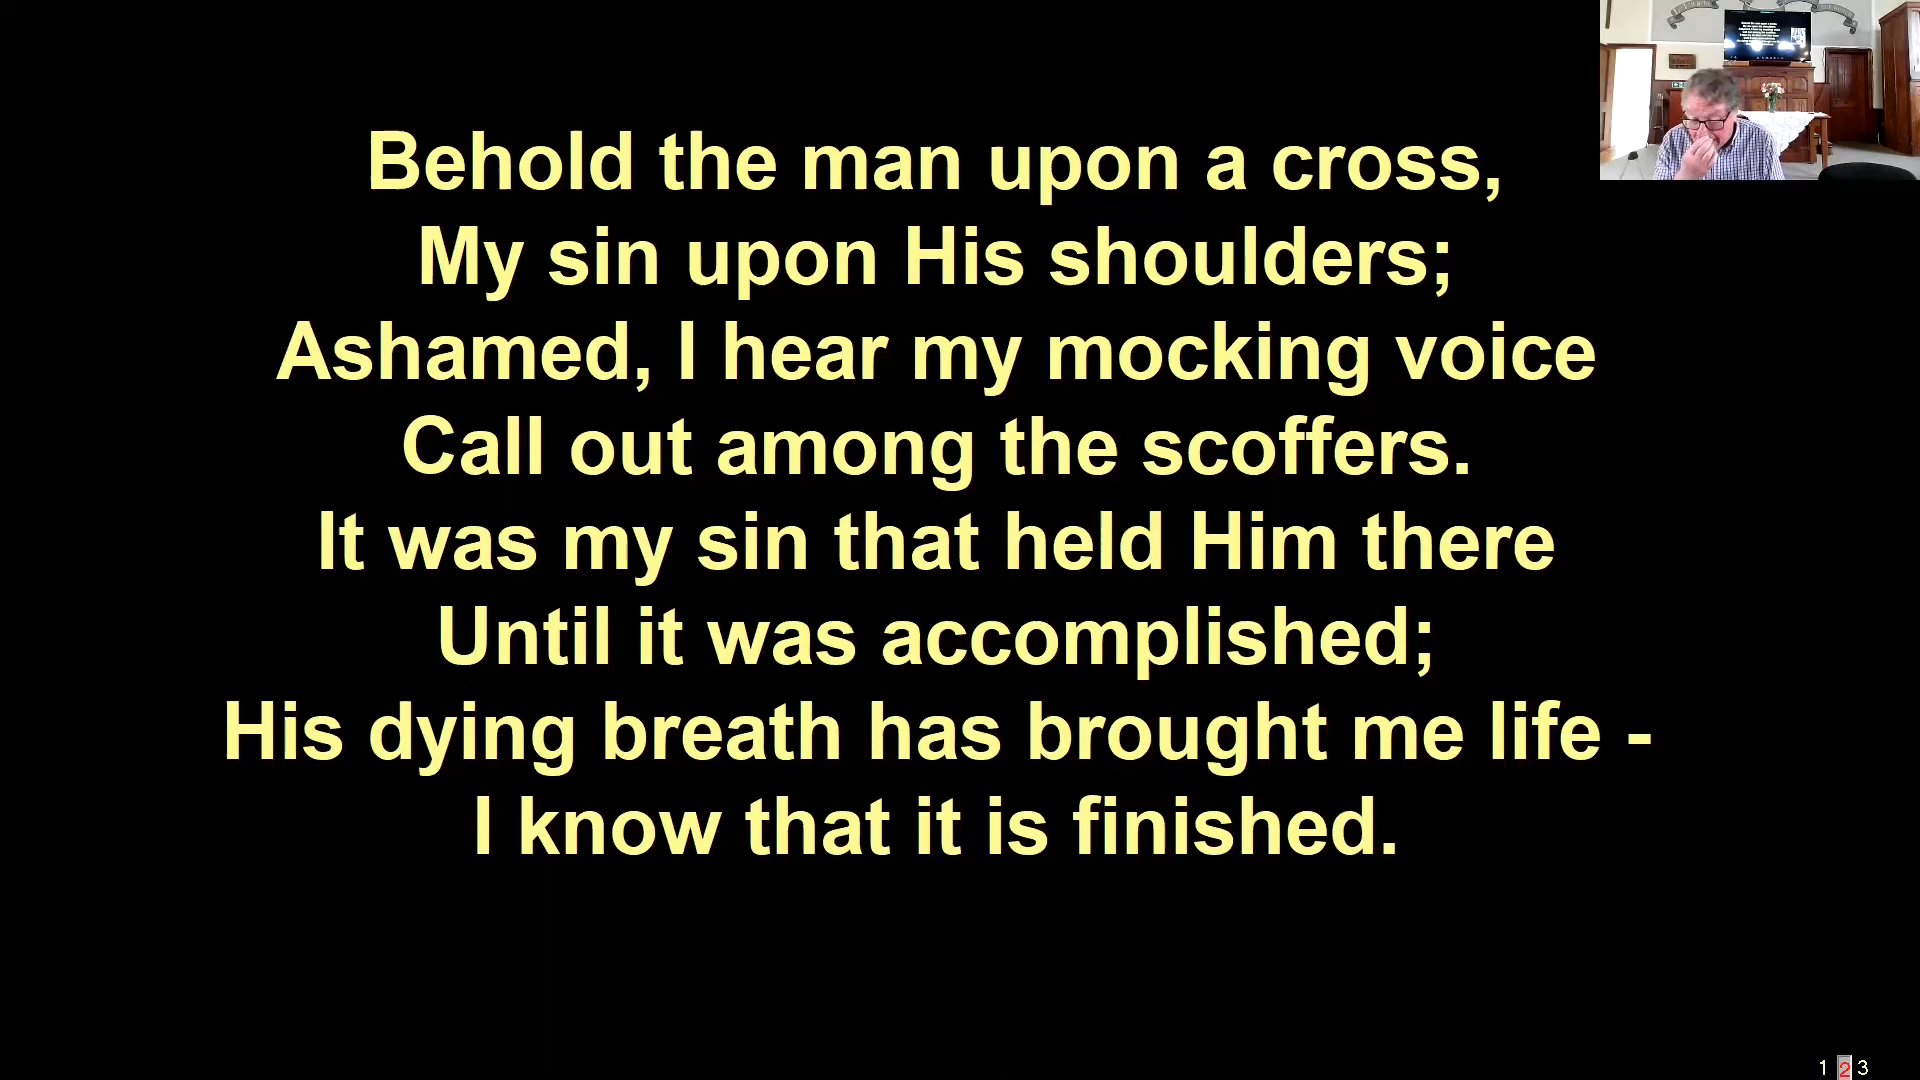 Behold the man upon a cross,
My sin upon His shoulders;
Ashamed, I hear my mocking voice
Call out among the scoffers.
It was my sin that held Him there
Until it was accomplished;
His dying breath has brought me life -
I know that it is finished.
1 2 3